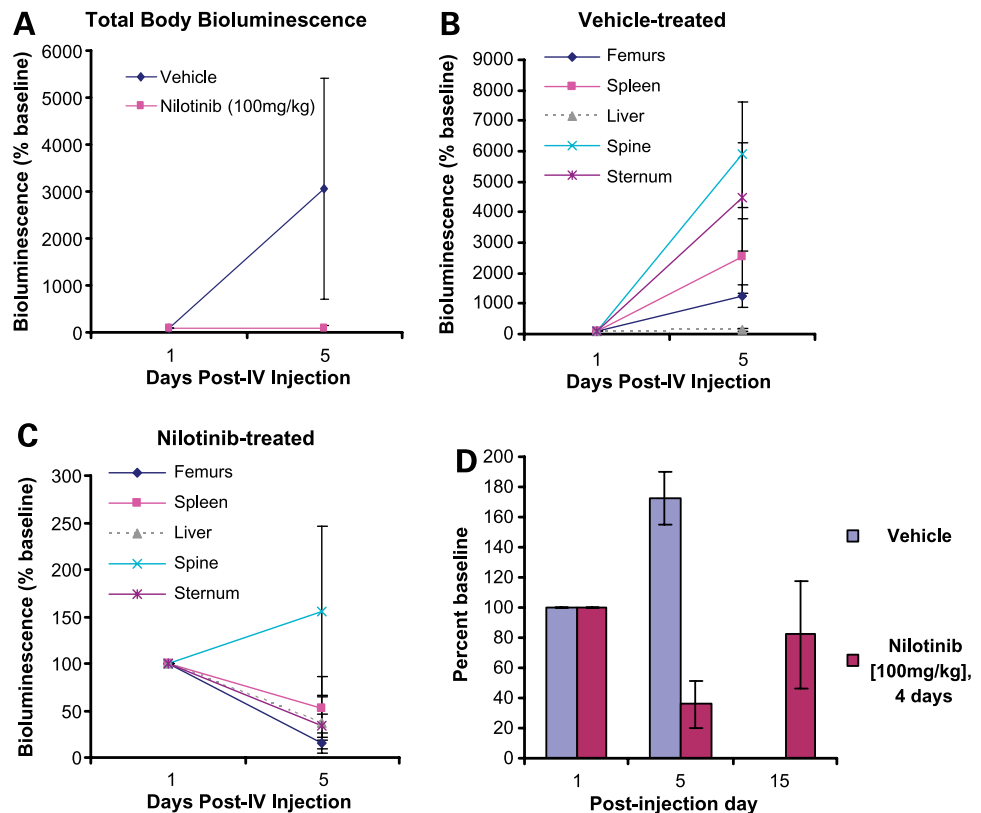 A
Total Body Bioluminescence
Bioluminescence (% baseline)
6000
5000
4000
3000
2000
1000
0
Vehicle
Nilotinib (100mg/kg)
1
5
Days Post-IV Injection
B
Vehicle-treated
Bioluminescence (% baseline)
9000
8000
7000
6000
5000
4000
3000
2000
1000
0
Femurs
Spleen
Liver
Spine
Sternum
1
5
Days Post-IV Injection
C
Nilotinib-treated
Bioluminescence (% baseline)
300
250
200
150
100
50
0
Femurs
Spleen
Liver
Spine
Sternum
1
5
Days Post-IV Injection
D
Percent baseline
200
180
160
140
120
100
80
60
40
20
0
1
5
15
Post-injection day
Vehicle
Nilotinib
[100mg/kg],
4 days